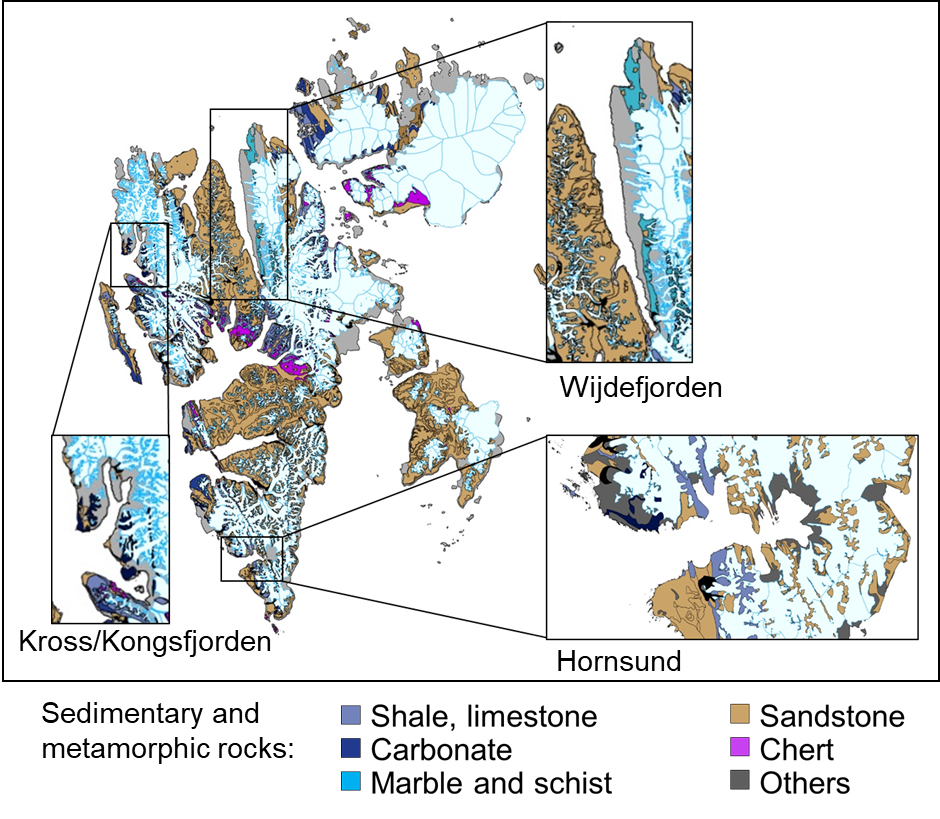 Wijdefjorden
Kross/Kongsfjorden
Hornsund
Sedimentary and
metamorphic rocks:
Shale, limestone
Carbonate
Marble and schist
Sandstone
Chert
Others